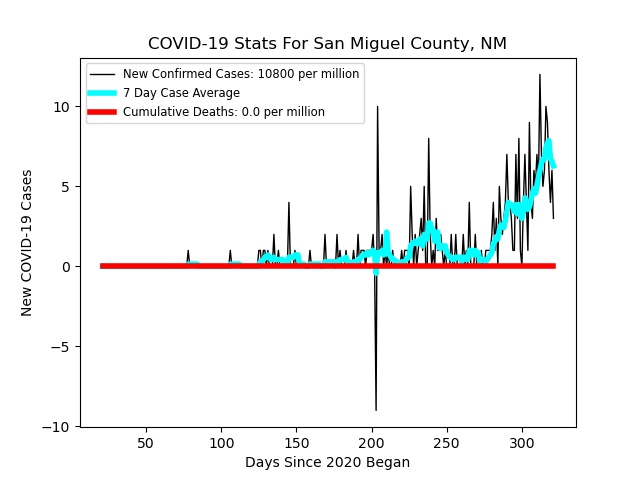 COVID-19 Stats For San Miguel County, NM
New Confirmed Cases: 10800 per million
7 Day Case Average
Cumulative Deaths: 0.0 per million
New COVID-19 Cases
10
5
0
−5
−10
50 100 150 200 250 300
Days Since 2020 Began